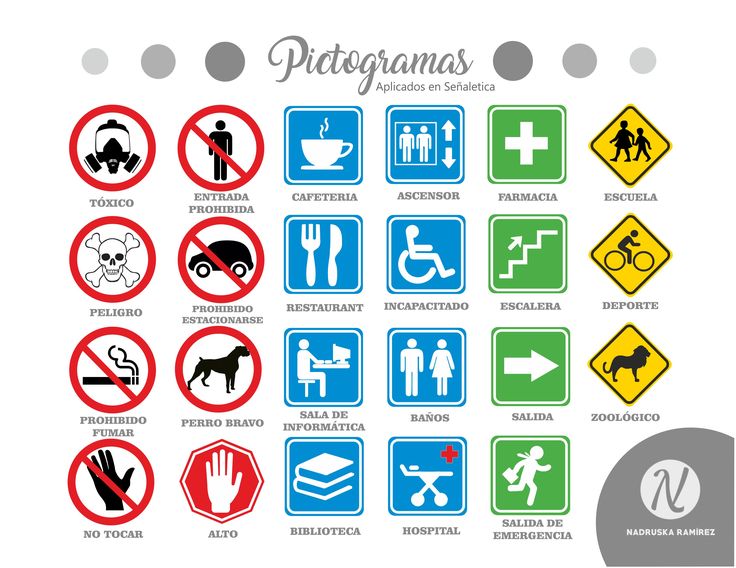 Pictogramas
Aplicados en Señaletica
TÓXICO
ENTRADA
PROHIBIDA
CAFETERIA
ASCENSOR
FARMACIA
ESCUELA
PELIGRO
PROHIBIDO
ESTACIONARSE
RESTAURANT
INCAPACITADO
ESCALERA
DEPORTE
PROHIBIDO
FUMAR
PERRO BRAVO
SALA DE
INFORMÁTICA
BAÑOS
SALIDA
ZOOLÓGICO
NO TOCAR
ALTO
BIBLIOTECA
HOSPITAL
SALIDA DE
EMERGENCIA
N
NADRUSKA RAMÍREZ